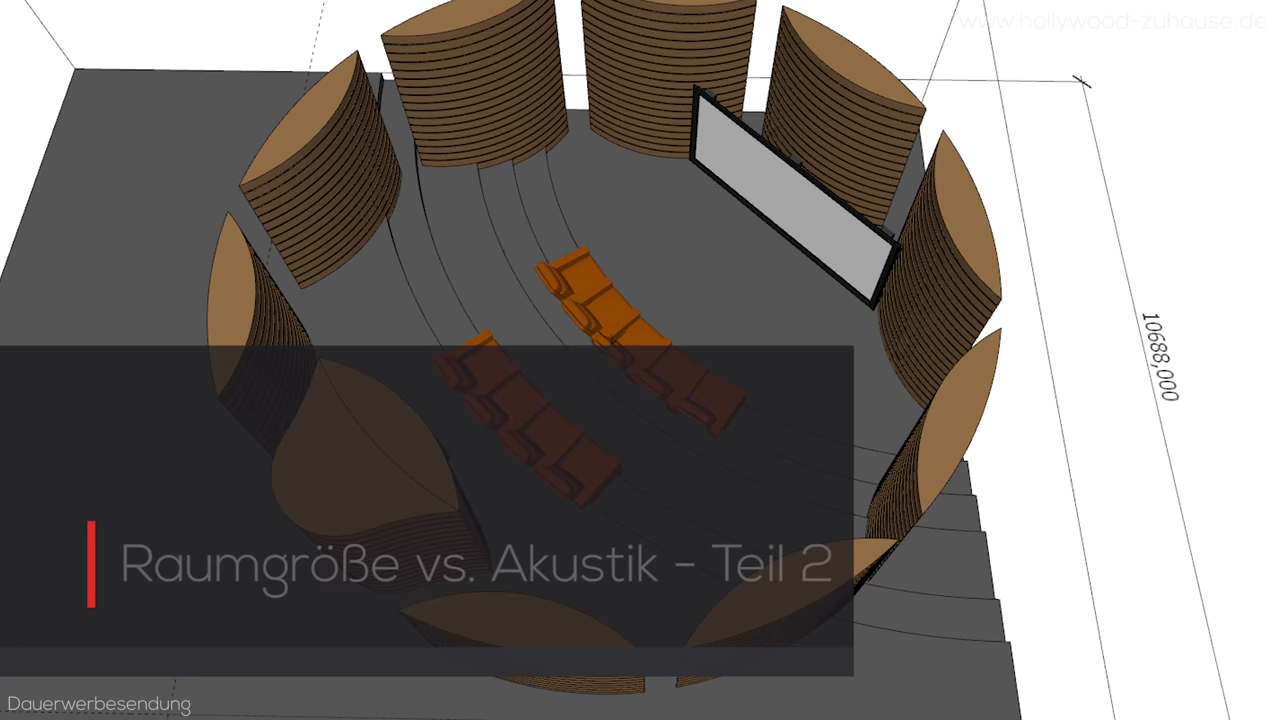 www.hollywood-zuhause.de
10688,000
Raumgröße vs. Akustik - Teil 2
Dauerwerbesendung